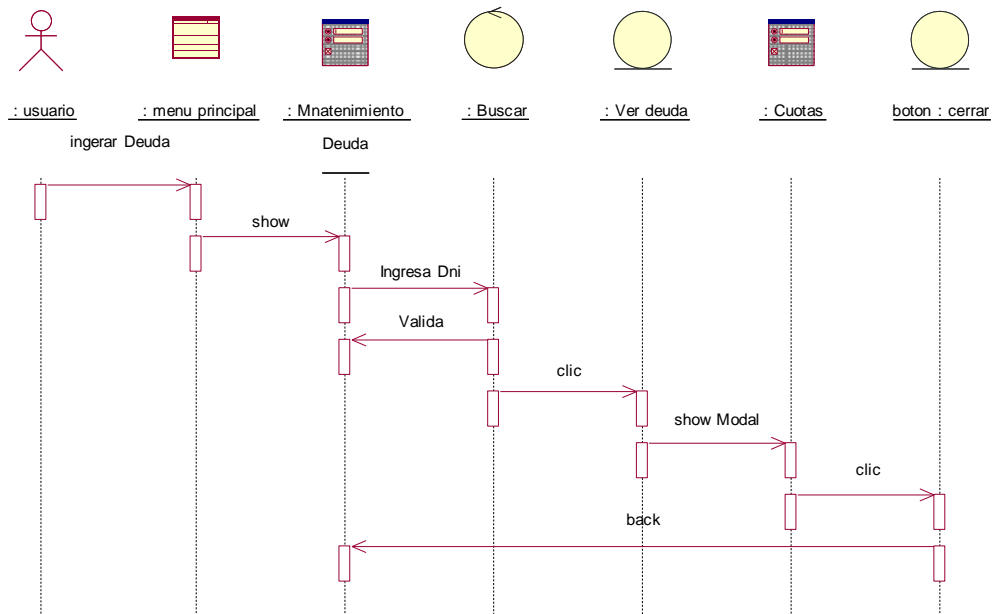 : usuario
: menu principal
: Mnatenimiento
Deuda
: Buscar
: Ver deuda
: Cuotas
boton : cerrar
ingerar Deuda
show
Ingresa Dni
Valida
clic
show Modal
clic
back